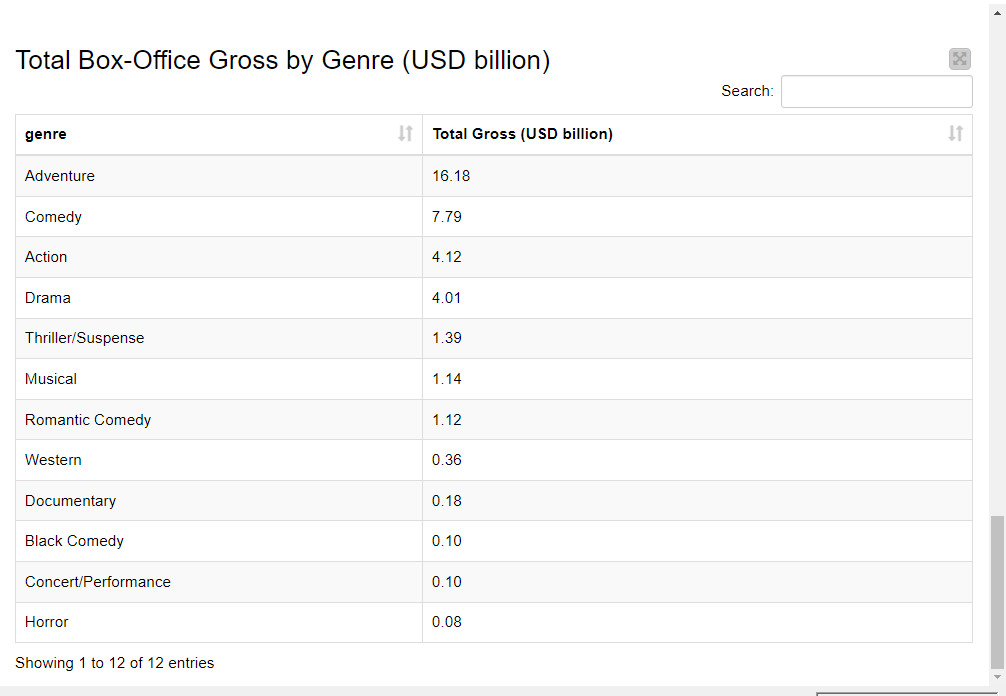 Total Box-Office Gross by Genre (USD billion)
Search:
genre Total Gross (USD billion)
Adventure 16.18
Comedy 7.79
Action 4.12
Drama 4.01
Thriller/Suspense 1.39
Musical 1.14
Romantic Comedy 1.12
Western 0.36
Documentary 0.18
Black Comedy 0.10
Concert/Performance 0.10
Horror 0.08
Showing 1 to 12 of 12 entries